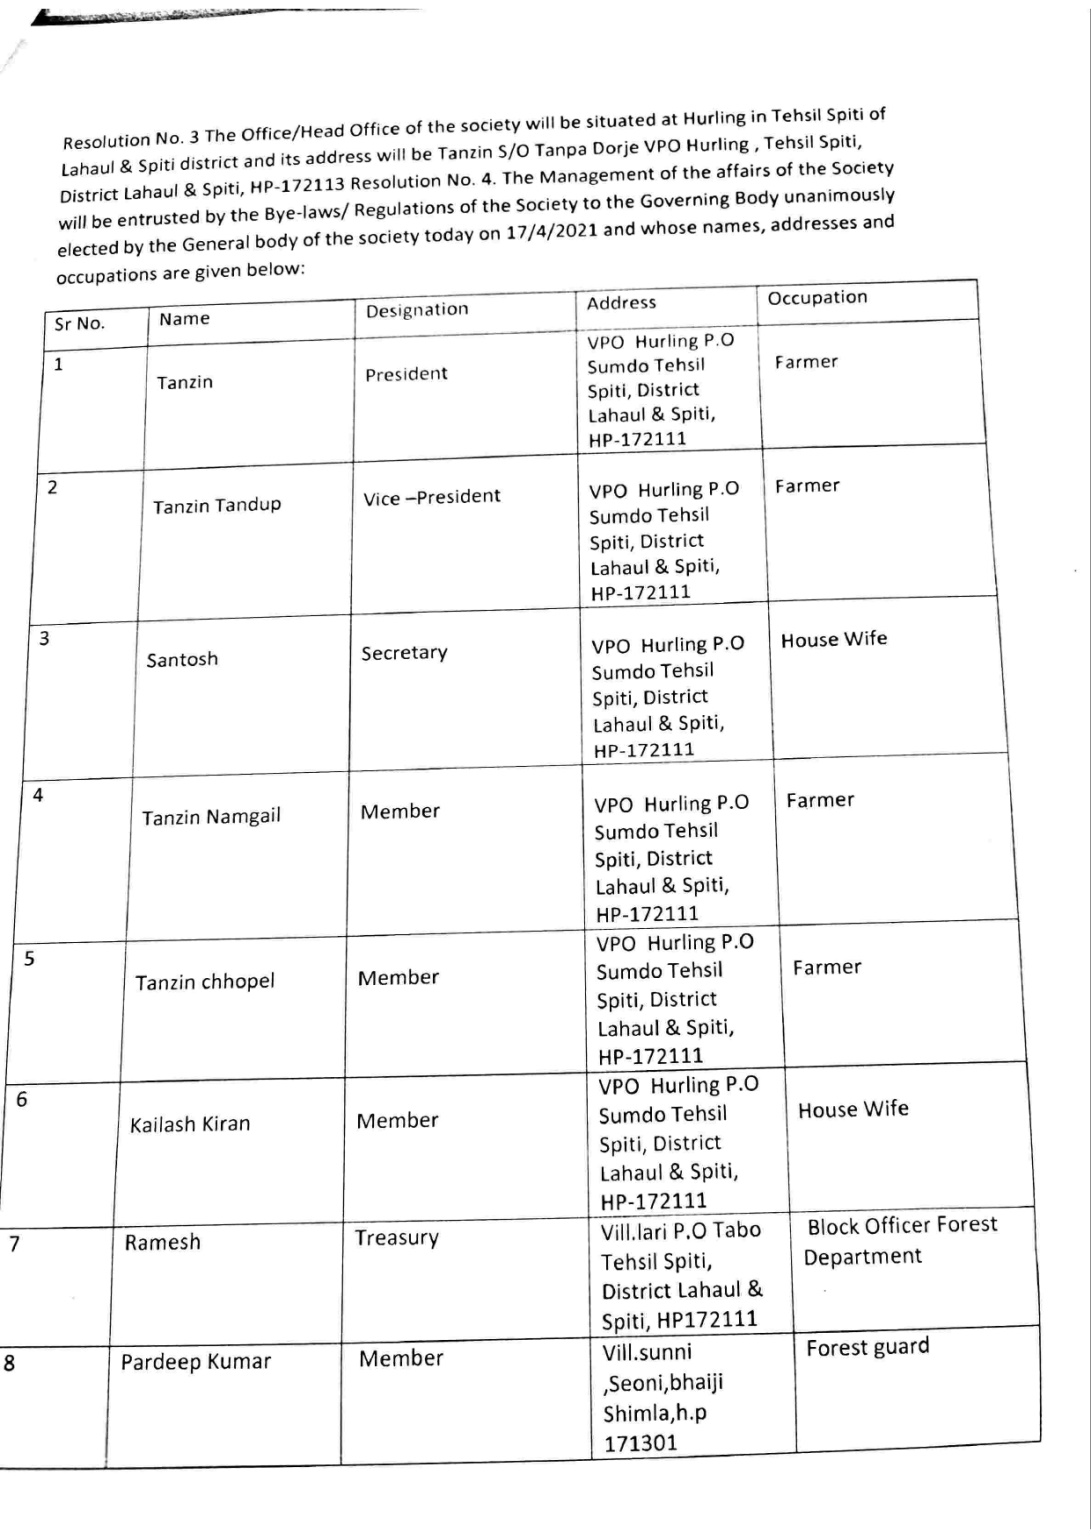 Resolution No. 3 The Office/Head Office of the society will be situated at Hurling in Tehsil Spiti of
Lahaul & Spiti district and its address will be Tanzin S/O Tanpa Dorje VPO Hurling , Tehsil Spiti,
District Lahaul & Spiti, HP-172113 Resolution No. 4. The Management of the affairs of the Society
will be entrusted by the Bye-laws/ Regulations of the Society to the Governing Body unanimously
elected by the General body of the society today on 17/4/2021 and whose names, addresses and
occupations are given below:
Sr No. Name Designation Address Occupation
1 Tanzin President VPO Hurling P.O
Sumdo Tehsil
Spiti, District
Lahaul & Spiti,
HP-172111
Farmer
2 Tanzin Tandup Vice –President VPO Hurling P.O
Sumdo Tehsil
Spiti, District
Lahaul & Spiti,
HP-172111
Farmer
3 Santosh Secretary VPO Hurling P.O
Sumdo Tehsil
Spiti, District
Lahaul & Spiti,
HP-172111
House Wife
4 Tanzin Namgail Member VPO Hurling P.O
Sumdo Tehsil
Spiti, District
Lahaul & Spiti,
HP-172111
Farmer
5 Tanzin chhopel Member VPO Hurling P.O
Sumdo Tehsil
Spiti, District
Lahaul & Spiti,
HP-172111
Farmer
6 Kailash Kiran Member VPO Hurling P.O
Sumdo Tehsil
Spiti, District
Lahaul & Spiti,
HP-172111
House Wife
7 Ramesh Treasury Vill.lari P.O Tabo
Tehsil Spiti,
District Lahaul &
Spiti, HP172111
Block Officer Forest
Department
8 Pardeep Kumar Member Vill.sunni
,Seoni,bhaiji
Shimla,h.p
171301
Forest guard